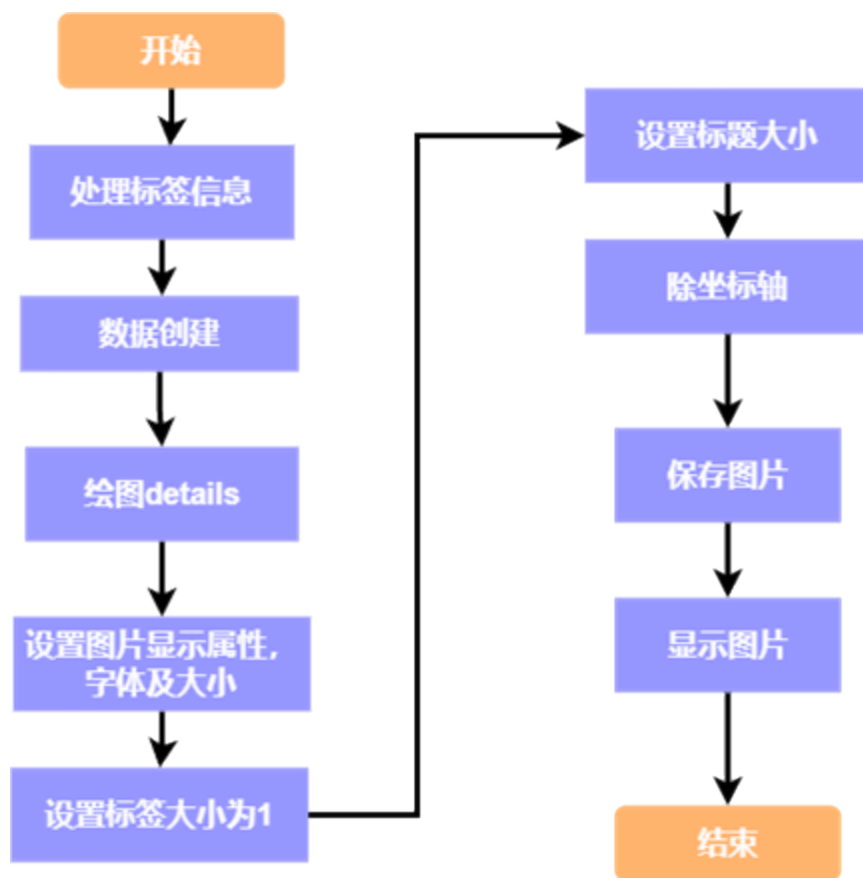 开始
处理标签信息
数据创建
绘图details
设置图片显示属性，
字体及大小
设置标签大小为1
设置标题大小
除坐标轴
保存图片
显示图片
结束